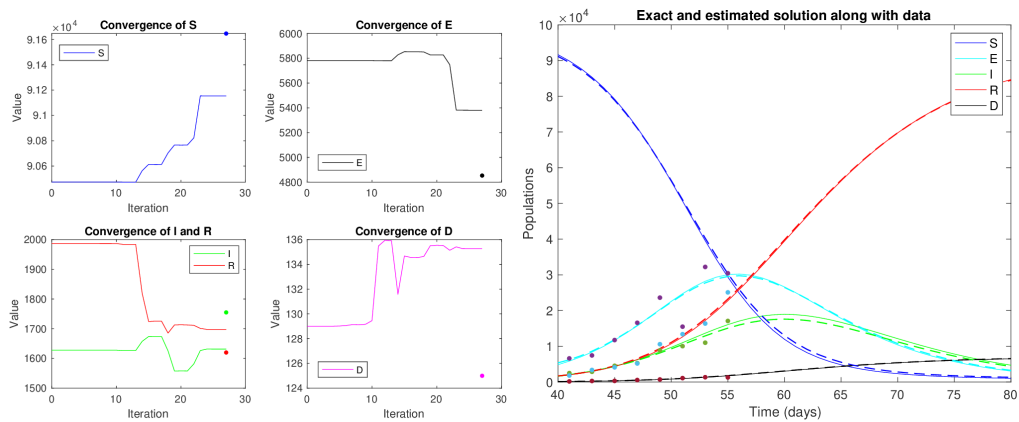 Convergence of S
×10⁴
9.16
9.14
9.12
9.1
9.08
9.06
0 10 20 30
Value
Iteration
S
Convergence of E
6000
5800
5600
5400
5200
5000
4800
0 10 20 30
Value
Iteration
E
Convergence of I and R
2000
1900
1800
1700
1600
1500
0 10 20 30
Value
Iteration
I
R
Convergence of D
136
134
132
130
128
126
124
0 10 20 30
Value
Iteration
D
Exact and estimated solution along with data
×10⁴
10
9
8
7
6
5
4
3
2
1
0
40 45 50 55 60 65 70 75 80
Populations
Time (days)
S
E
I
R
D